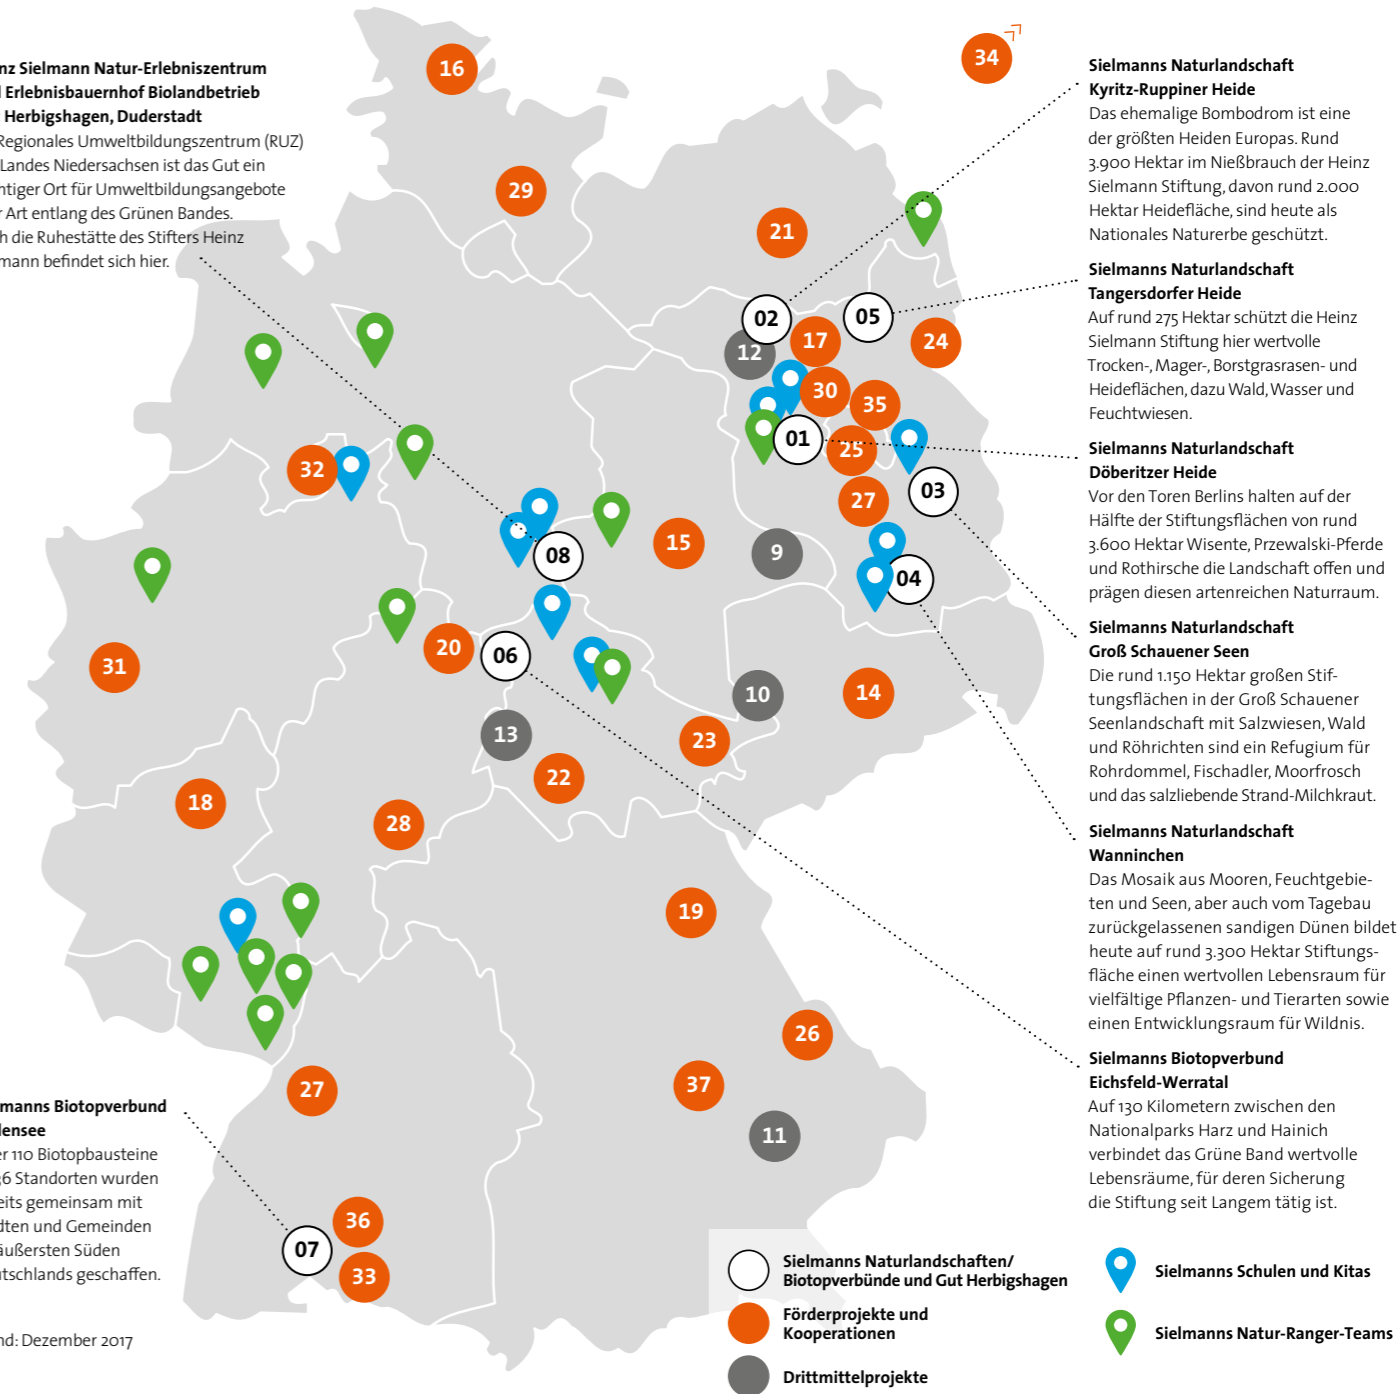 nz Sielmann Natur-Erlebniszentrum
Erlebnisbauernhof Biolandbetrieb
Herbigshagen, Duderstadt
Regionales Umweltbildungszentrum (RUZ)
Landes Niedersachsen ist das Gut ein
htiger Ort für Umweltbildungsangebote
r Art entlang des Grünen Bandes.
h die Ruhestätte des Stifters Heinz
mann befindet sich hier.
Sielmanns Naturlandschaft
Kyritz-Ruppiner Heide
Das ehemalige Bombodrom ist eine
der größten Heiden Europas. Rund
3.900 Hektar im Nießbrauch der Heinz
Sielmann Stiftung, davon rund 2.000
Hektar Heidefläche, sind heute als
Nationales Naturerbe geschützt.
Sielmanns Naturlandschaft
Tangersdorfer Heide
Auf rund 275 Hektar schützt die Heinz
Sielmann Stiftung hier wertvolle
Trocken-, Mager-, Borstgrasrasen- und
Heideflächen, dazu Wald, Wasser und
Feuchtwiesen.
Sielmanns Naturlandschaft
Döberitzer Heide
Vor den Toren Berlins halten auf der
Hälfte der Stiftungsflächen von rund
3.600 Hektar Wisente, Przewalski-Pferde
und Rothirsche die Landschaft offen und
prägen diesen artenreichen Naturraum.
Sielmanns Naturlandschaft
Groß Schauener Seen
Die rund 1.150 Hektar großen Stif-
tungsflächen in der Groß Schauener
Seenlandschaft mit Salzwiesen, Wald
und Röhrichten sind ein Refugium für
Rohrdommel, Fischadler, Moorfrosch
und das salzliebende Strand-Milchkraut.
Sielmanns Naturlandschaft
Wanninchen
Das Mosaik aus Mooren, Feuchtgebie-
ten und Seen, aber auch vom Tagebau
zurückgelassenen sandigen Dünen bildet
heute auf rund 3.300 Hektar Stiftungs-
fläche einen wertvollen Lebensraum für
vielfältige Pflanzen- und Tierarten sowie
einen Entwicklungsraum für Wildnis.
Sielmanns Biotopverbund
Eichsfeld-Werratal
Auf 130 Kilometern zwischen den
Nationalparks Harz und Hainich
verbindet das Grüne Band wertvolle
Lebensräume, für deren Sicherung
die Stiftung seit Langem tätig ist.
manns Biotopverbund
densee
er 110 Biotopbausteine
36 Standorten wurden
eits gemeinsam mit
dten und Gemeinden
äußersten Süden
utschlands geschaffen.
nd: Dezember 2017
16
34
29
21
02
05
12
17
24
30
35
01
25
32
03
27
15
08
9
04
20
06
31
10
14
13
23
22
18
28
19
26
27
37
11
36
07
33
Sielmanns Naturlandschaften/
Biotopverbünde und Gut Herbigshagen
Förderprojekte und
Kooperationen
Drittmittelprojekte
Sielmanns Schulen und Kitas
Sielmanns Natur-Ranger-Teams